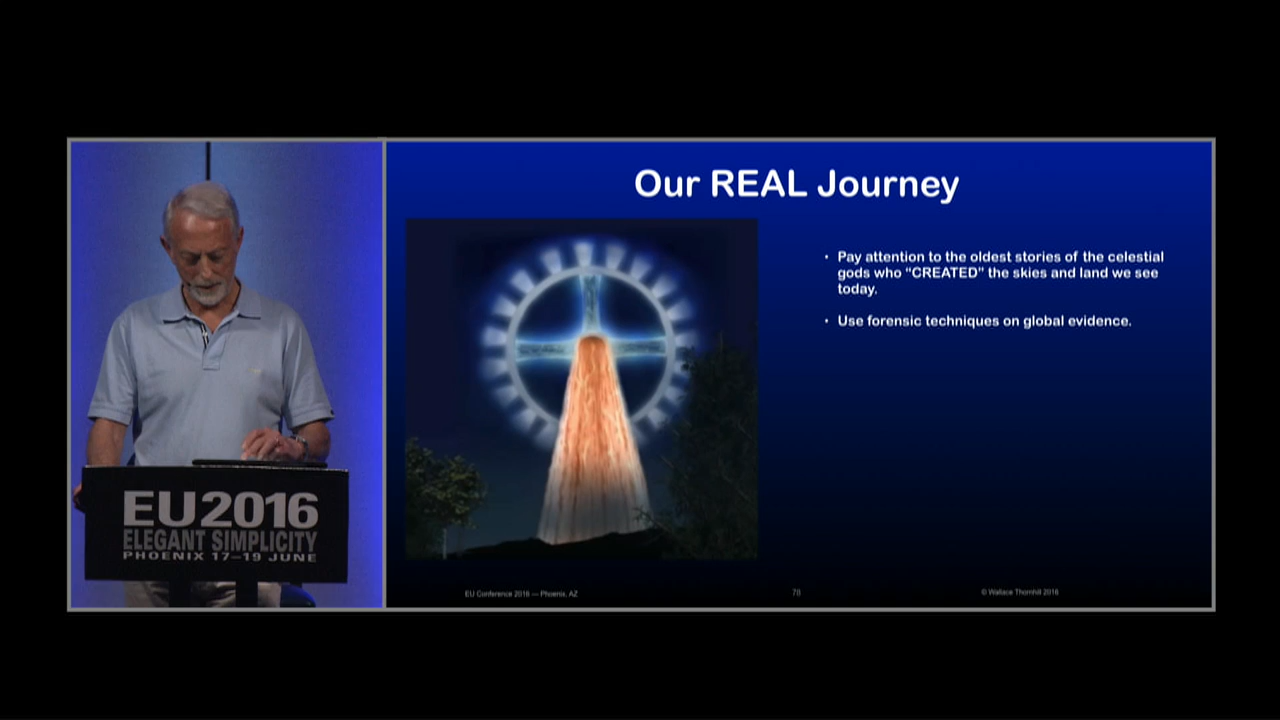 Our REAL Journey
• Pay attention to the oldest stories of the celestial
gods who “CREATED” the skies and land we see
today.
• Use forensic techniques on global evidence.
EU2016
ELEGANT SIMPLICITY
PHOENIX 17–19 JUNE
EU Conference 2016 — Phoenix, AZ
78
© Wallace Thornhill 2016